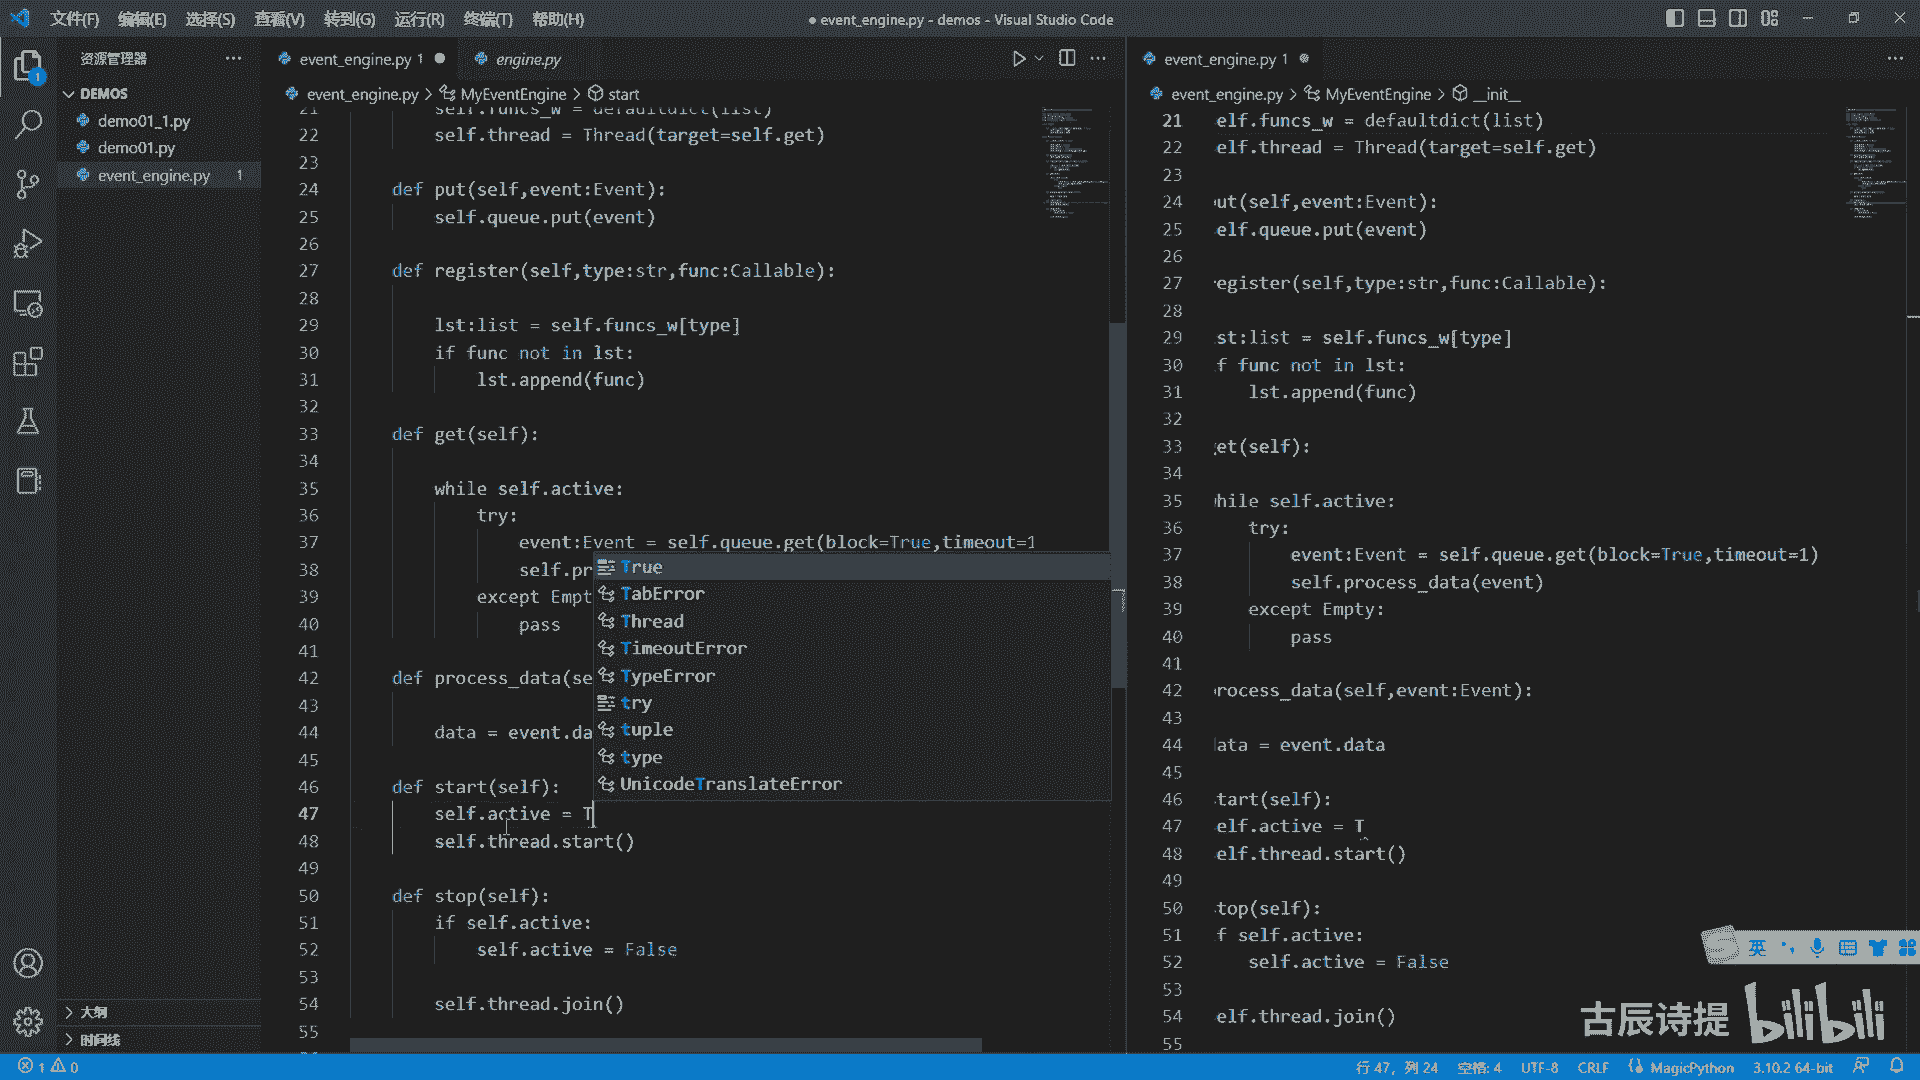 文件(F) 编辑(E) 选择(S) 查看(V) 转到(G) 运行(R) 终端(T) 帮助(H)
● event_engine.py - demos - Visual Studio Code
资源管理器
DEMOS
demo01_1.py
demo01.py
event_engine.py 1
大纲
时间线
event_engine.py 1
engine.py
event_engine.py > MyEventEngine > start
21 self.funcs_w = defaultdict(list)
22 self.thread = Thread(target=self.get)
23
24 def put(self,event:Event):
25 self.queue.put(event)
26
27 def register(self,type:str,func:Callable):
28
29 lst:list = self.funcs_w[type]
30 if func not in lst:
31 lst.append(func)
32
33 def get(self):
34
35 while self.active:
36 try:
37 event:Event = self.queue.get(block=True,timeout=1
38 self.pr
39 except Empt
40 pass
41
42 def process_data(se
43
44 data = event.da
45
46 def start(self):
47 self.active = T
48 self.thread.start()
49
50 def stop(self):
51 if self.active:
52 self.active = False
53
54 self.thread.join()
55
True
TabError
Thread
TimeoutError
TypeError
try
tuple
type
UnicodeTranslateError
event_engine.py 1
event_engine.py > MyEventEngine > __init__
21 elf.funcs_w = defaultdict(list)
22 elf.thread = Thread(target=self.get)
23
24 ut(self,event:Event):
25 elf.queue.put(event)
26
27 egister(self,type:str,func:Callable):
28
29 st:list = self.funcs_w[type]
30 f func not in lst:
31 lst.append(func)
32
33 et(self):
34
35 hile self.active:
36 try:
37 event:Event = self.queue.get(block=True,timeout=1)
38 self.process_data(event)
39 except Empty:
40 pass
41
42 rocess_data(self,event:Event):
43
44 ata = event.data
45
46 tart(self):
47 elf.active = T
48 elf.thread.start()
49
50 top(self):
51 f self.active:
52 self.active = False
53
54 elf.thread.join()
55
英
古辰诗提 bilibili
1 0
行 47，列 24 空格: 4 UTF-8 CRLF MagicPython 3.10.2 64-bit